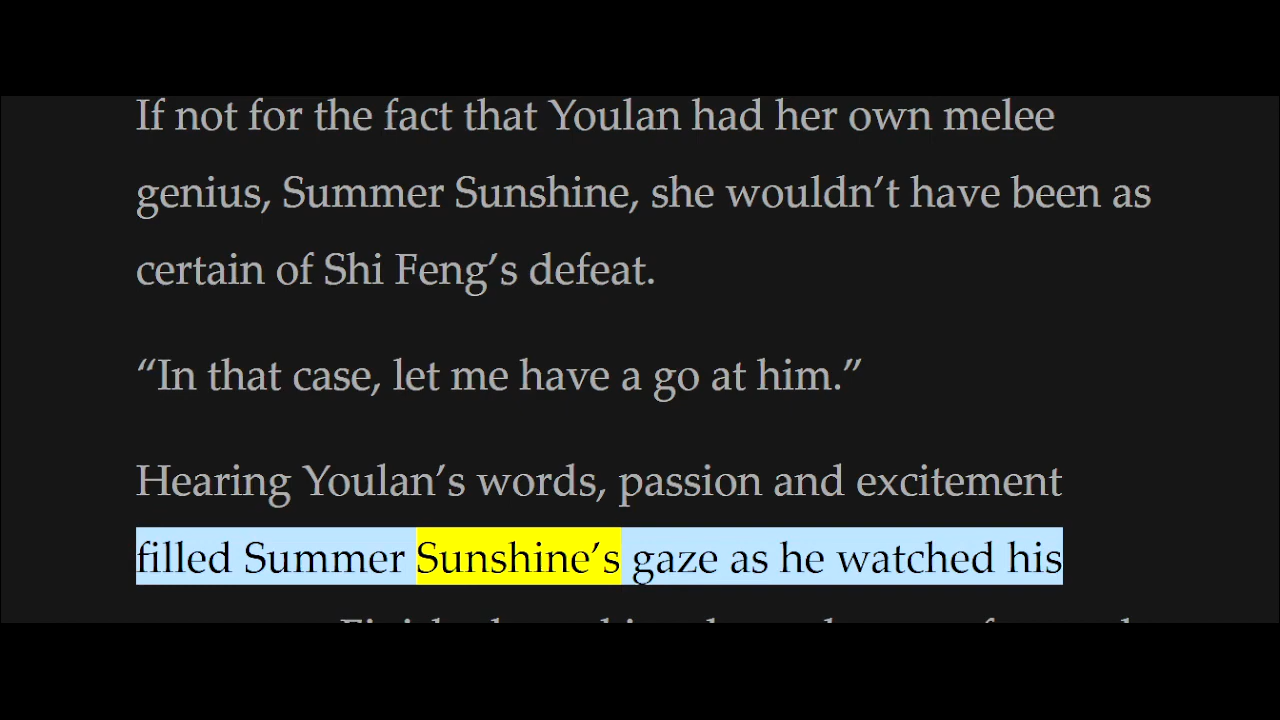 If not for the fact that Youlan had her own melee
genius, Summer Sunshine, she wouldn’t have been as
certain of Shi Feng’s defeat.
“In that case, let me have a go at him.”
Hearing Youlan’s words, passion and excitement
filled Summer Sunshine’s gaze as he watched his